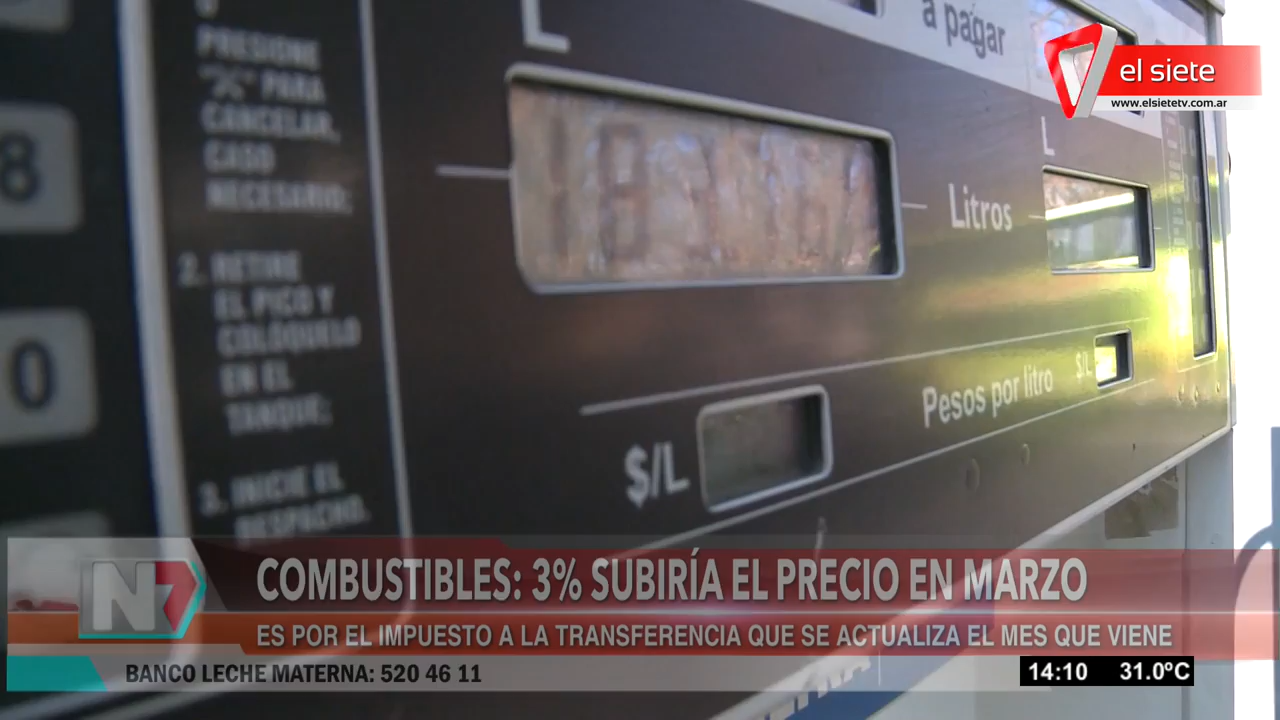 L
a pagar
el siete
www.elsietetv.com.ar
PRESIONE
PARA
CANCELAR,
CASO
NECESARIO:
8
L
Litros
2. RETIRE
EL PICO Y
COLÓQUELO
EN EL
TANQUE:
0
$/L
Pesos por litro
$/L
3. INICIE EL
DESPACHO.
N7
COMBUSTIBLES: 3% SUBIRÍA EL PRECIO EN MARZO
ES POR EL IMPUESTO A LA TRANSFERENCIA QUE SE ACTUALIZA EL MES QUE VIENE
BANCO LECHE MATERNA: 520 46 11
14:10 31.0ºC